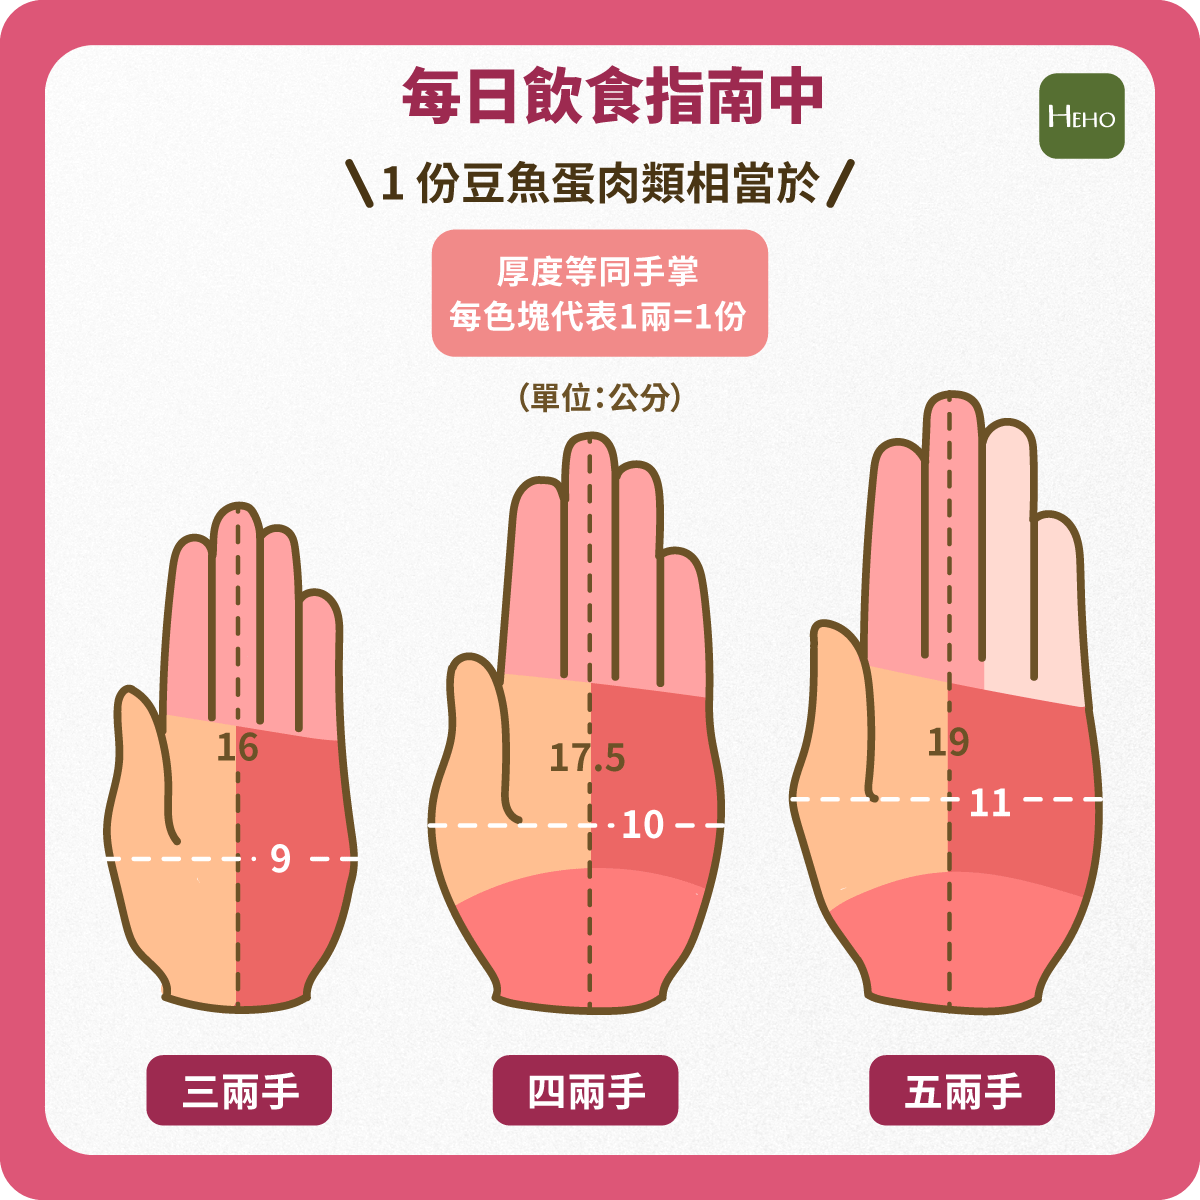 每日飲食指南中
HEHO
\1 份豆魚蛋肉類相當於/
厚度等同手掌
每色塊代表1兩=1份
(單位:公分)
16
9
17.5
10
19
11
三兩手
四兩手
五兩手